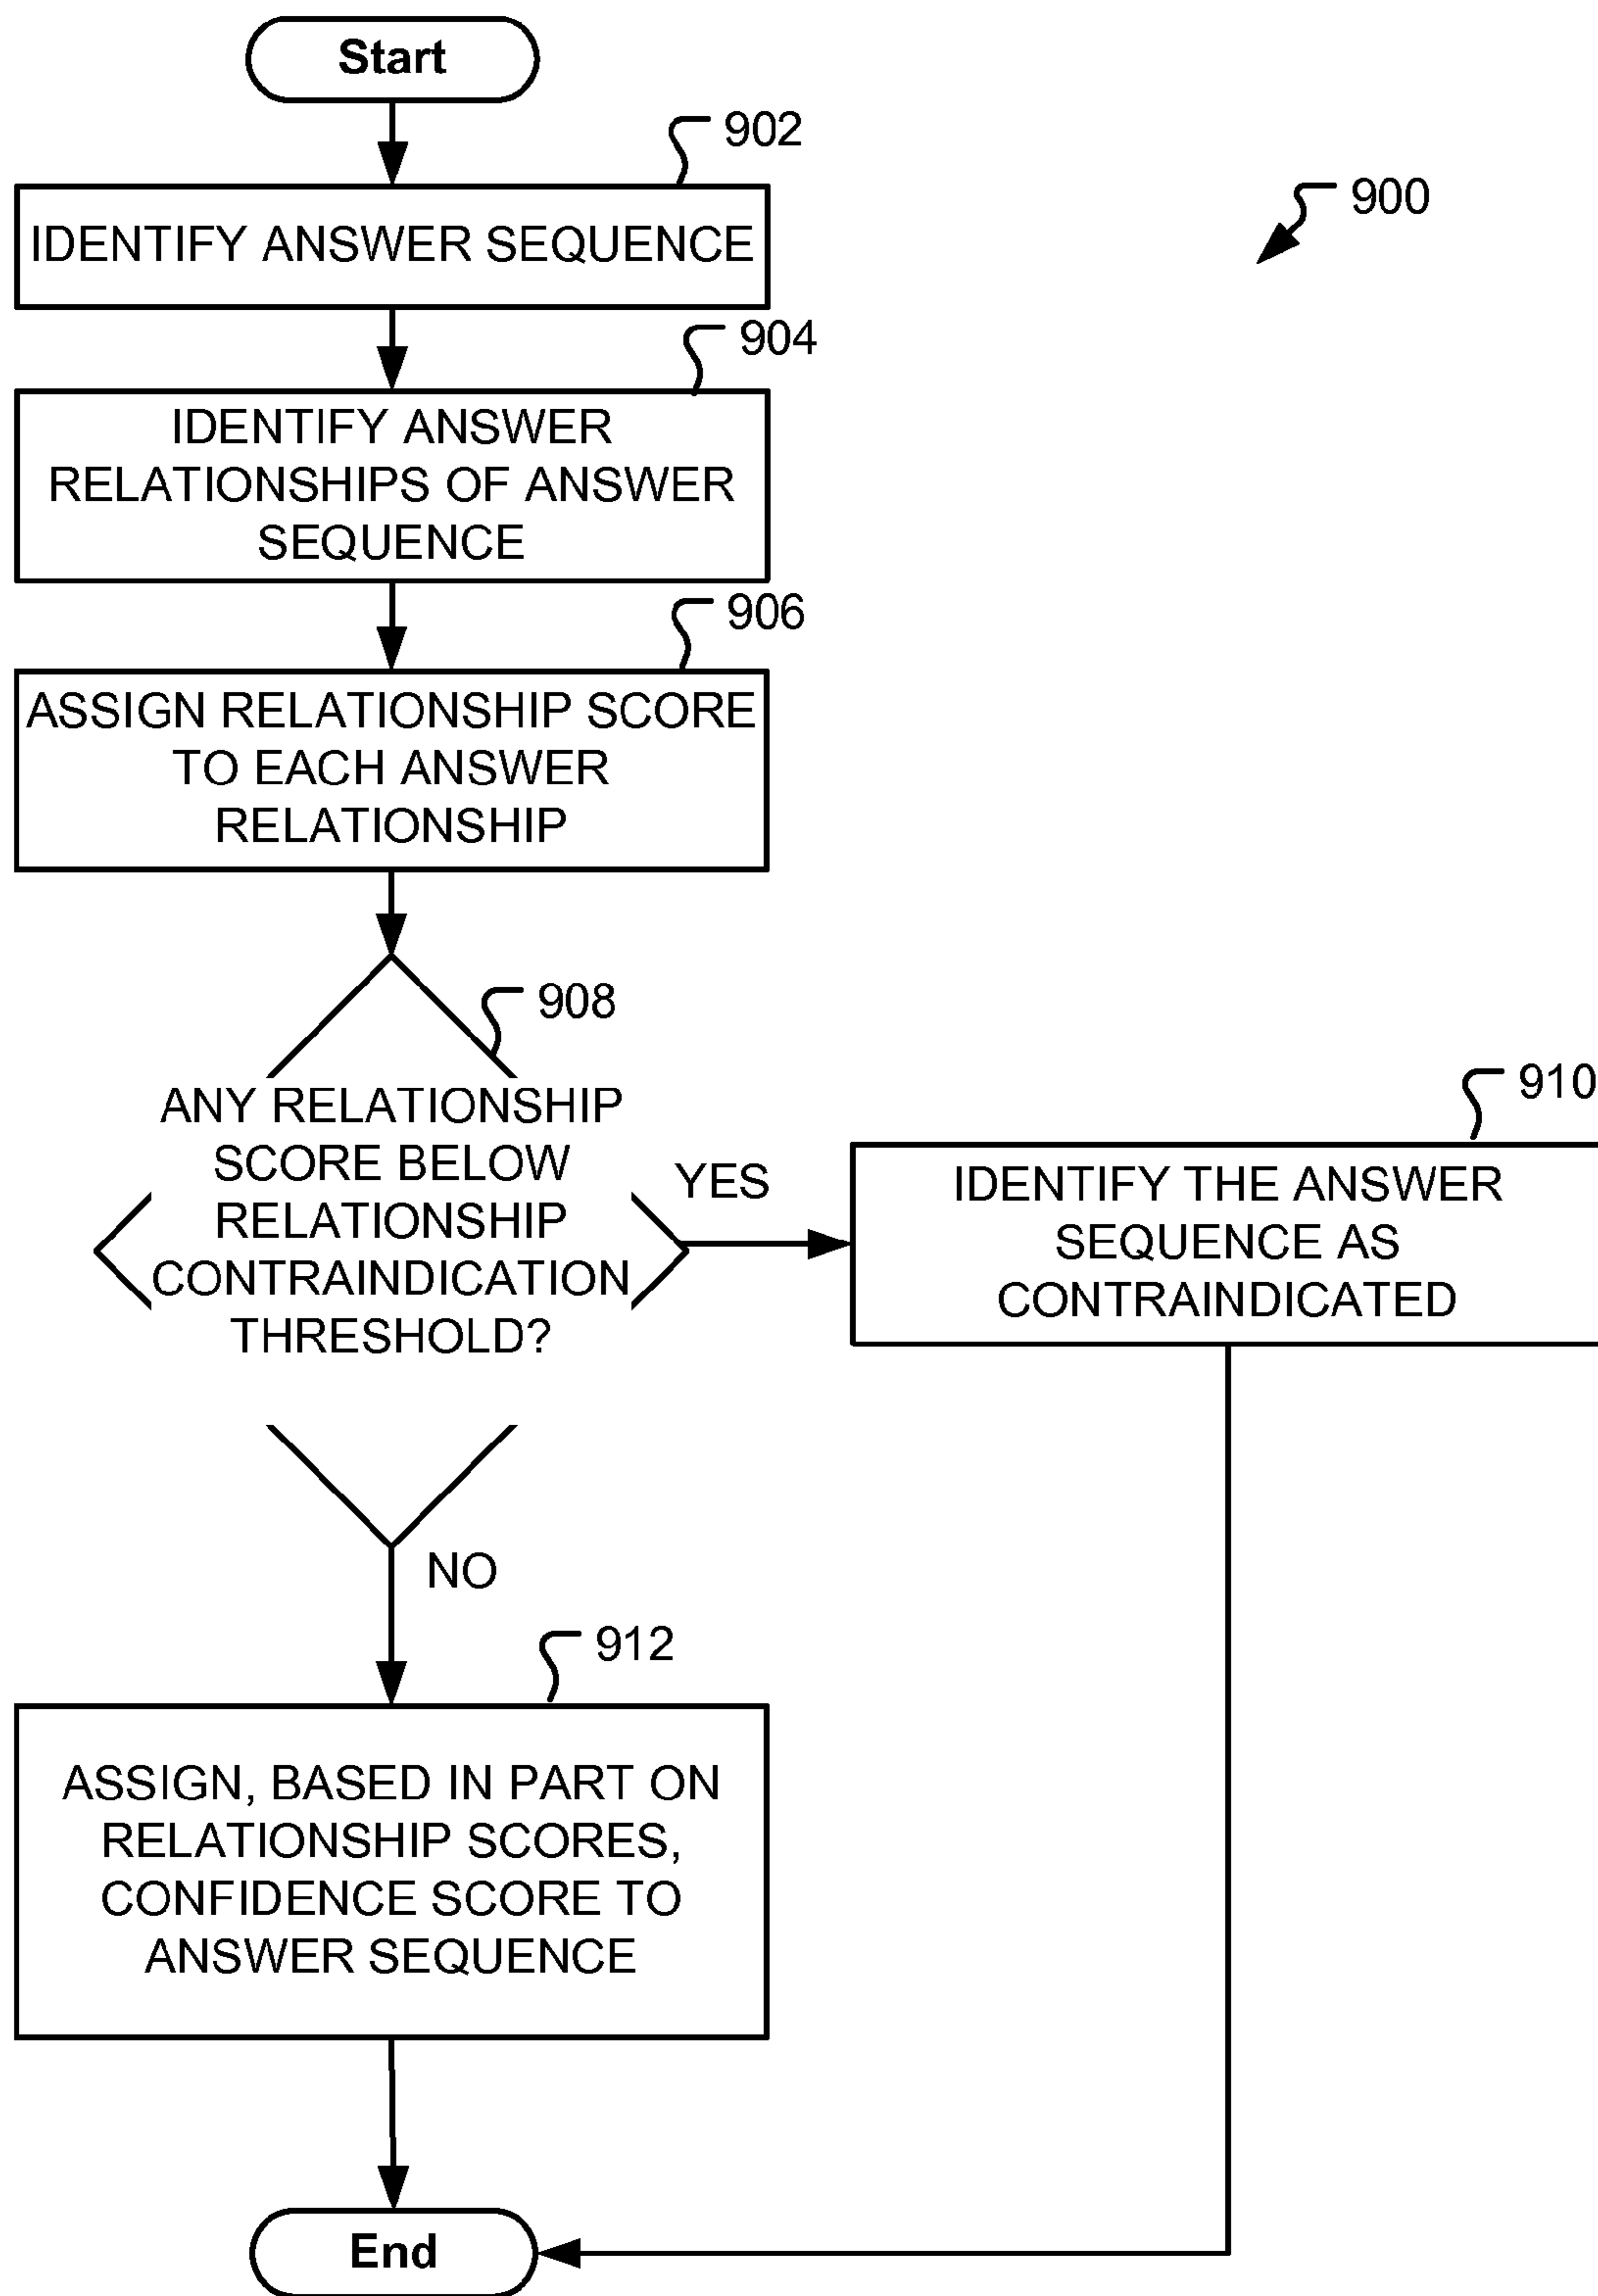 Start
902
IDENTIFY ANSWER SEQUENCE
900
904
IDENTIFY ANSWER
RELATIONSHIPS OF ANSWER
SEQUENCE
906
ASSIGN RELATIONSHIP SCORE
TO EACH ANSWER
RELATIONSHIP
908
ANY RELATIONSHIP
SCORE BELOW
RELATIONSHIP
CONTRAINDICATION
THRESHOLD?
YES
910
IDENTIFY THE ANSWER
SEQUENCE AS
CONTRAINDICATED
NO
912
ASSIGN, BASED IN PART ON
RELATIONSHIP SCORES,
CONFIDENCE SCORE TO
ANSWER SEQUENCE
End